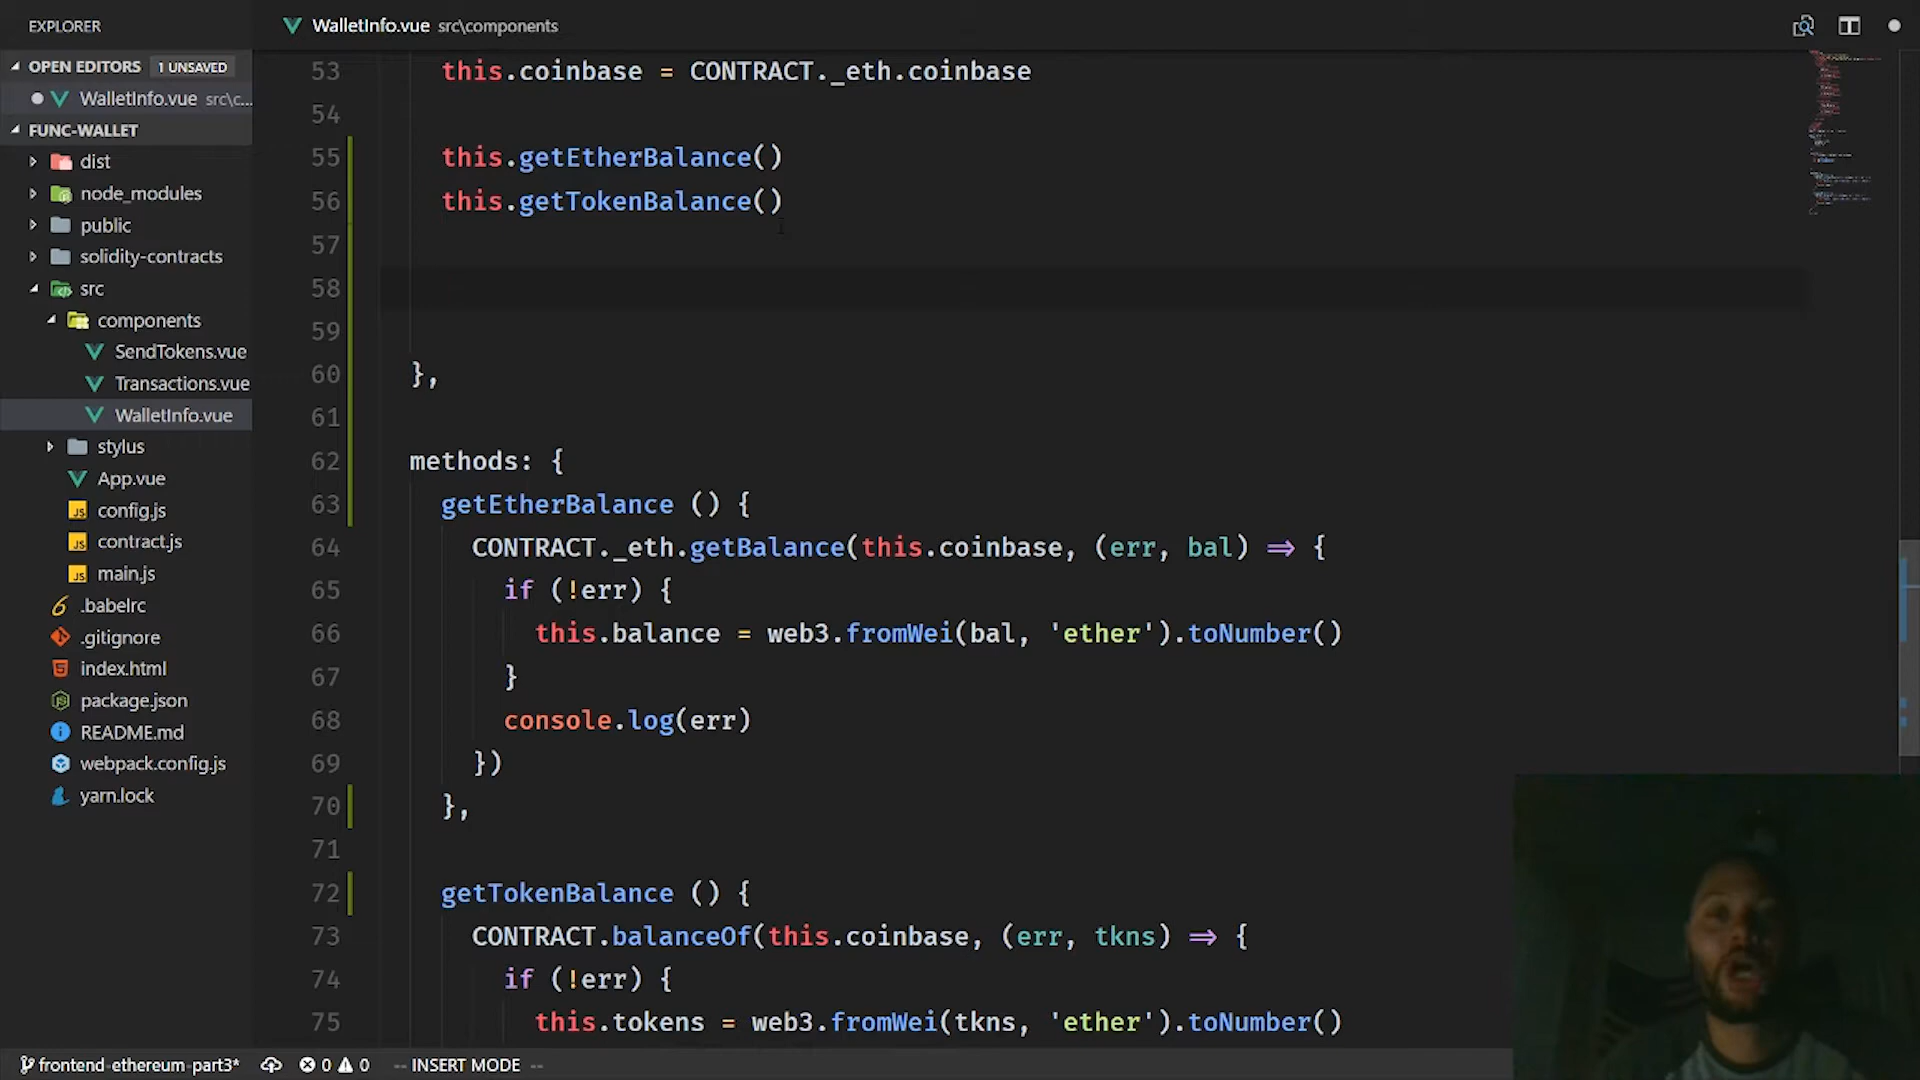 EXPLORER
WalletInfo.vue src\components
OPEN EDITORS 1 UNSAVED
WalletInfo.vue src\c...
FUNC-WALLET
dist
node_modules
public
solidity-contracts
src
components
SendTokens.vue
Transactions.vue
WalletInfo.vue
stylus
App.vue
config.js
contract.js
main.js
.babelrc
.gitignore
index.html
package.json
README.md
webpack.config.js
yarn.lock
53 this.coinbase = CONTRACT._eth.coinbase
54
55 this.getEtherBalance()
56 this.getTokenBalance()
57
58
59
60 },
61
62 methods: {
63 getEtherBalance () {
64 CONTRACT._eth.getBalance(this.coinbase, (err, bal) => {
65 if (!err) {
66 this.balance = web3.fromWei(bal, 'ether').toNumber()
67 }
68 console.log(err)
69 })
70 },
71
72 getTokenBalance () {
73 CONTRACT.balanceOf(this.coinbase, (err, tkns) => {
74 if (!err) {
75 this.tokens = web3.fromWei(tkns, 'ether').toNumber()
frontend-ethereum-part3* 0 0 -- INSERT MODE --